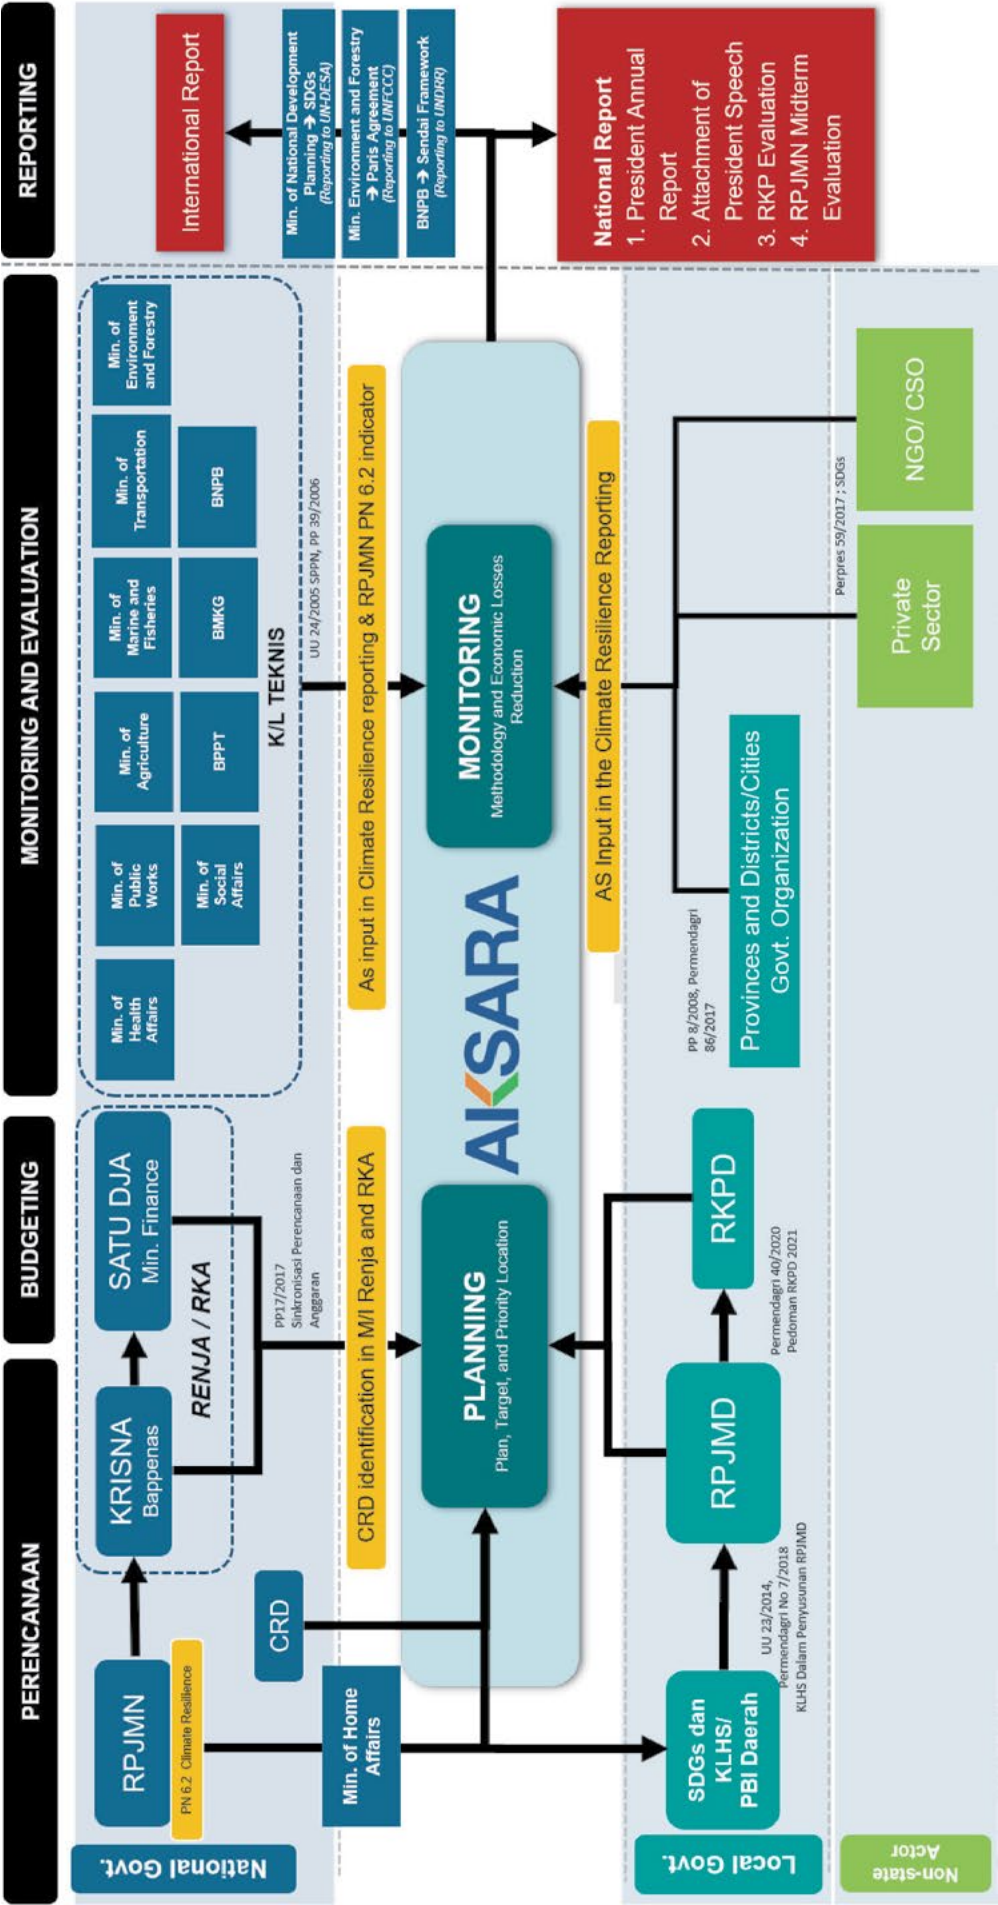 PERENCANAAN
BUDGETING
MONITORING AND EVALUATION
REPORTING
National Govt.
RPJMN
PN 6.2 Climate Resilience
KRISNA
Bappenas
SATU DJA
Min. Finance
RENJA / RKA
PP17/2017
Sinkronisasi Perencanaan dan
Anggaran
CRD
Min. of Home
Affairs
Min. of
Health
Affairs
Min. of
Public
Works
Min. of
Agriculture
Min. of
Marine and
Fisheries
Min. of
Transportation
Min. of
Environment
and Forestry
Min. of
Social
Affairs
BPPT
BMKG
BNPB
K/L TEKNIS
UU 24/2005 SPPN, PP 39/2006
International Report
Min. of National Development
Planning → SDGs
(Reporting to UN-DESA)
Min. Environment and Forestry
→ Paris Agreement
(Reporting to UNFCCC)
BNPB → Sendai Framework
(Reporting to UNDRR)
CRD identification in M/I Renja and RKA
As input in Climate Resilience reporting & RPJMN PN 6.2 indicator
PLANNING
Plan, Target, and Priority Location
AKSARA
MONITORING
Methodology and Economic Losses
Reduction
AS Input in the Climate Resilience Reporting
National Report
1. President Annual
Report
2. Attachment of
President Speech
3. RKP Evaluation
4. RPJMN Midterm
Evaluation
Local Govt.
SDGs dan
KLHS/
PBI Daerah
UU 23/2014,
Permendagri No 7/2018
KLHS Dalam Penyusunan RPJMD
RPJMD
RKPD
Permendagri 40/2020
Pedoman RKPD 2021
PP 8/2008, Permendagri
86/2017
Provinces and Districts/Cities
Govt. Organization
Perpres 59/2017 ; SDGs
Non-state
Actor
Private
Sector
NGO/ CSO